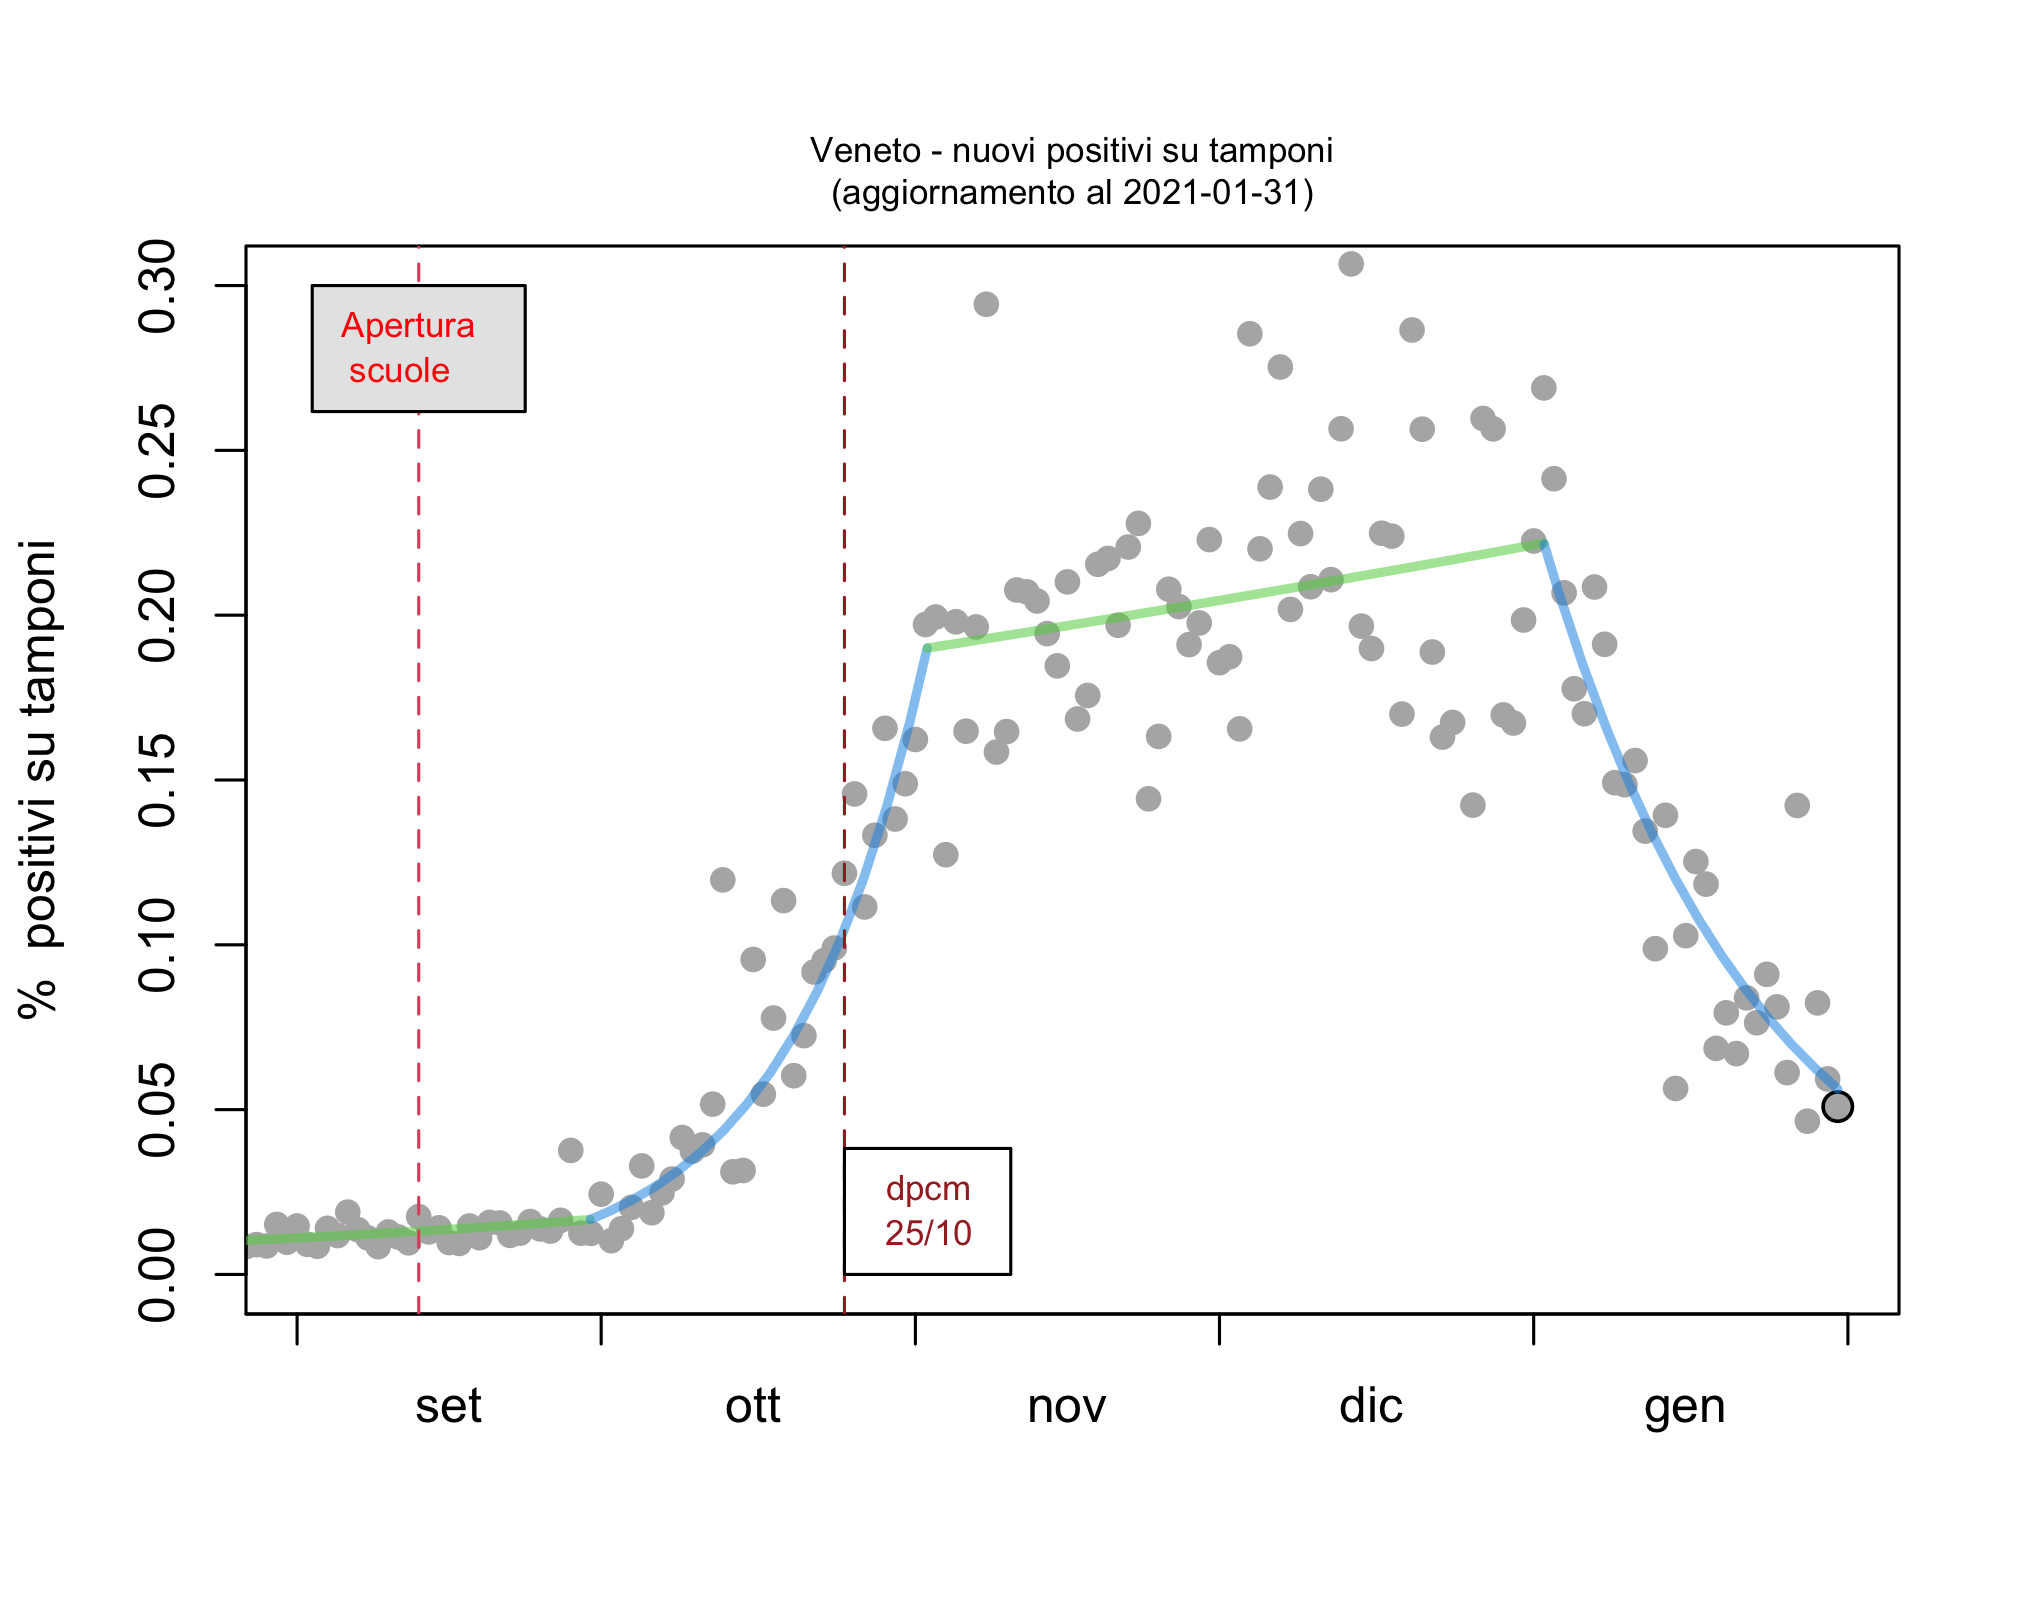 Veneto - nuovi positivi su tamponi
(aggiornamento al 2021-01-31)
% positivi su tamponi
0.30
0.25
0.20
0.15
0.10
0.05
0.00
Apertura
scuole
dpcm
25/10
set ott nov dic gen